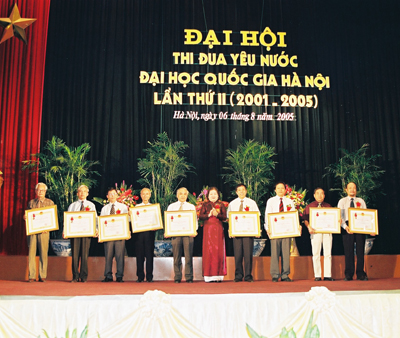 ĐẠI HỘI
THI ĐUA YÊU NƯỚC
ĐẠI HỌC QUỐC GIA HÀ NỘI
LẦN THỨ II (2001 - 2005)
Hà Nội, ngày 06 tháng 8 năm 2005